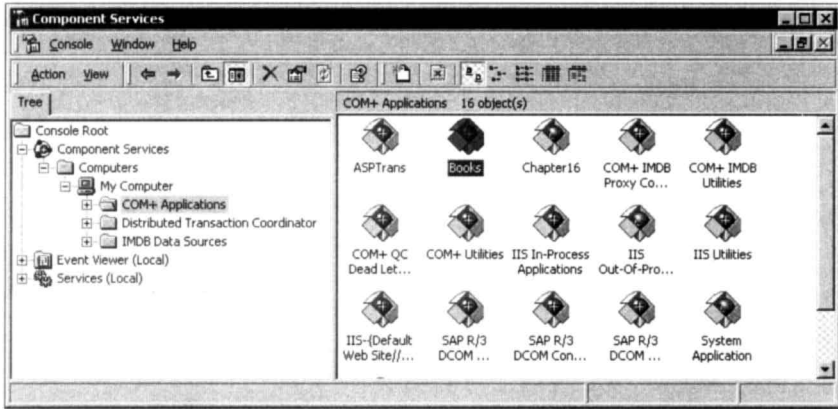 Component Services
Console Window Help
Action View
Tree
COM+ Applications 16 object(s)
Console Root
Component Services
Computers
My Computer
COM+ Applications
Distributed Transaction Coordinator
IMDB Data Sources
Event Viewer (Local)
Services (Local)
ASPTrans
Books
Chapter16
COM+ IMDB Proxy Co...
COM+ IMDB Utilities
COM+ QC Dead Let...
COM+ Utilities
IIS In-Process Applications
IIS Out-Of-Pro...
IIS Utilities
IIS-{Default Web Site//...
SAP R/3 DCOM ...
SAP R/3 DCOM Con...
SAP R/3 DCOM ...
System Application